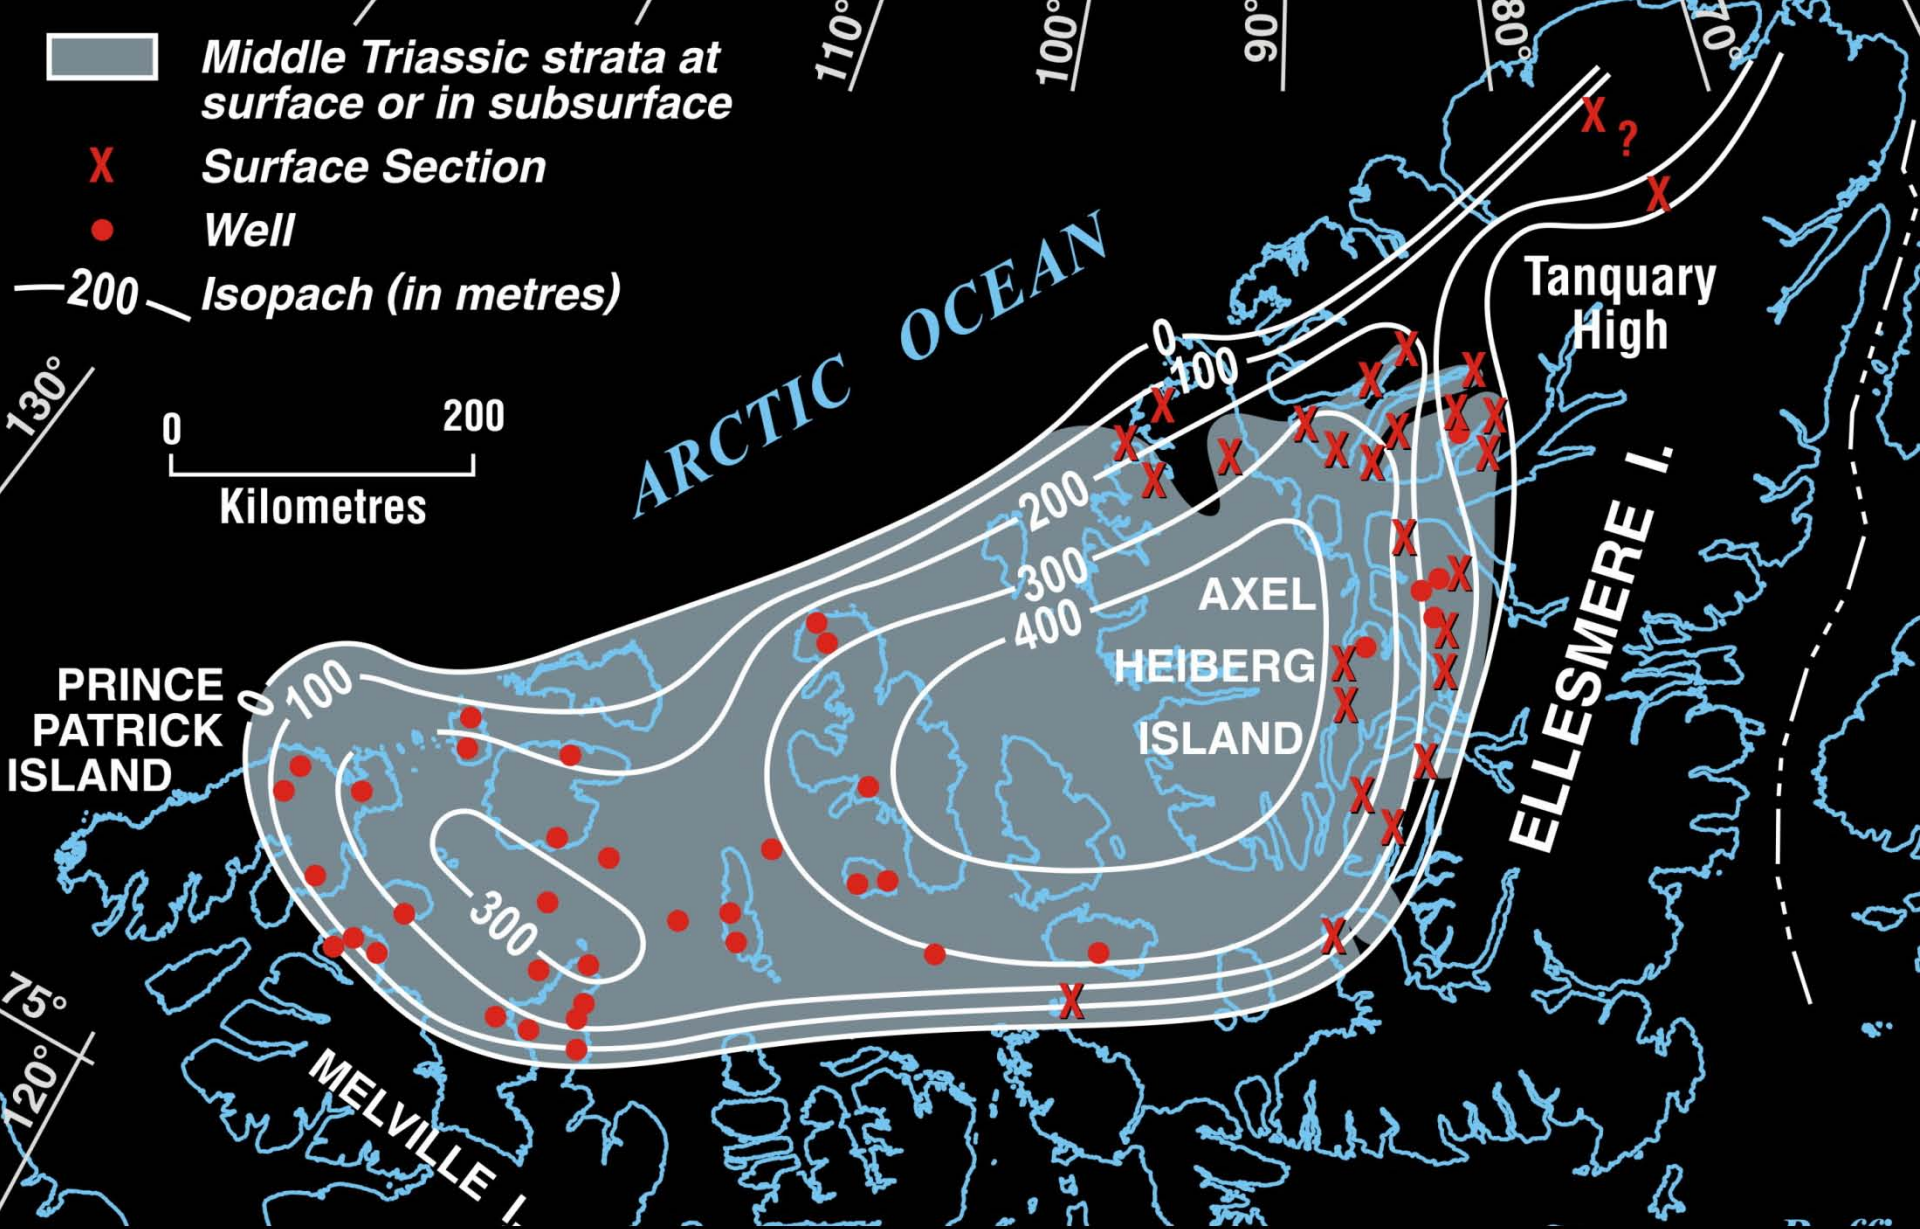 Middle Triassic strata at
surface or in subsurface
X Surface Section
Well
200 Isopach (in metres)
110°
100°
90°
80°
70°
130°
0 200
Kilometres
ARCTIC OCEAN
X ?
Tanquary
High
0
100
200
300
400
AXEL
HEIBERG
ISLAND
ELLESMERE I.
PRINCE
PATRICK
ISLAND
0
100
300
75°
120°
MELVILLE I.